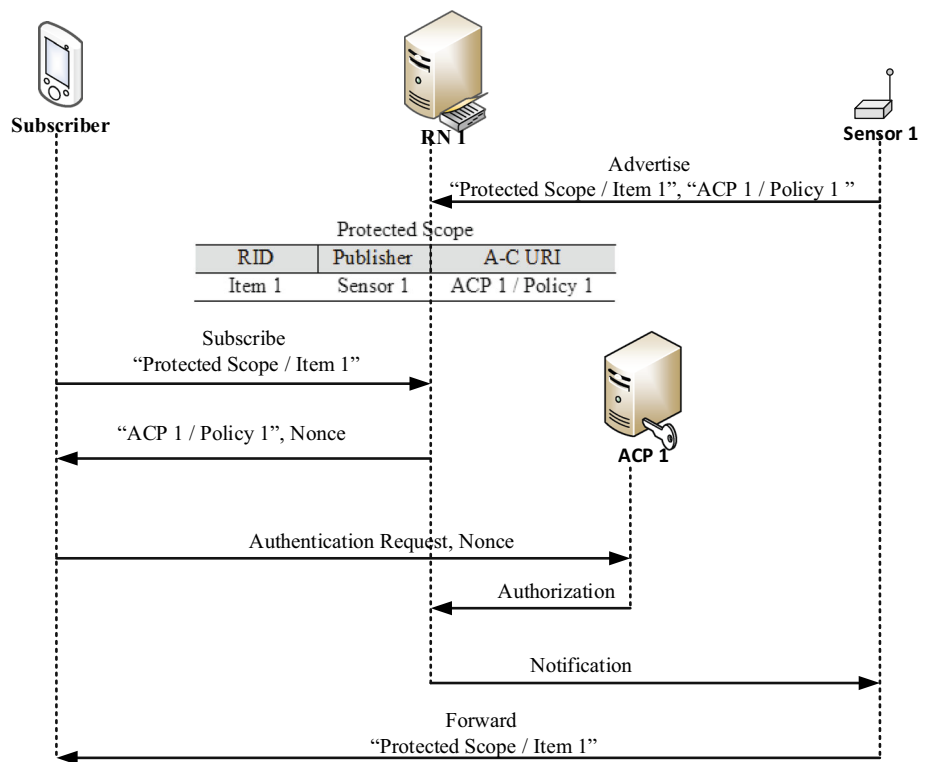 Subscriber
RN 1
Sensor 1
Advertise
“Protected Scope / Item 1”, “ACP 1 / Policy 1 ”
Protected Scope
RID Publisher A-C URI
Item 1 Sensor 1 ACP 1 / Policy 1
Subscribe
“Protected Scope / Item 1”
“ACP 1 / Policy 1”, Nonce
ACP 1
Authentication Request, Nonce
Authorization
Notification
Forward
“Protected Scope / Item 1”